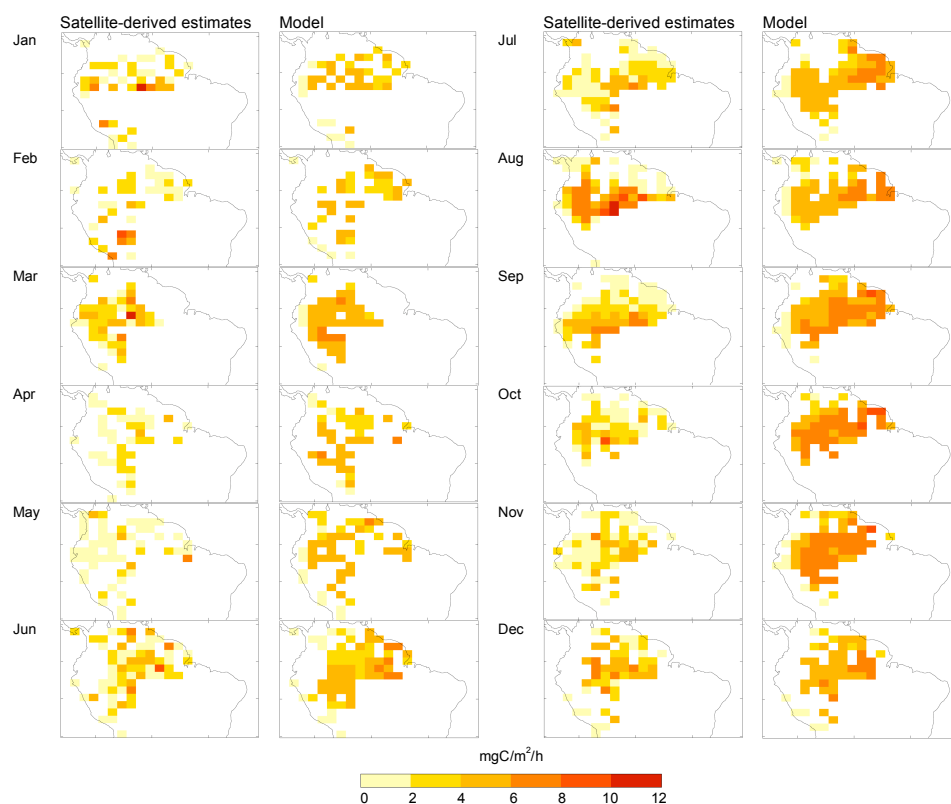 Satellite-derived estimates Model Satellite-derived estimates Model
Jan Jul
Feb Aug
Mar Sep
Apr Oct
May Nov
Jun Dec
mgC/m²/h
0 2 4 6 8 10 12